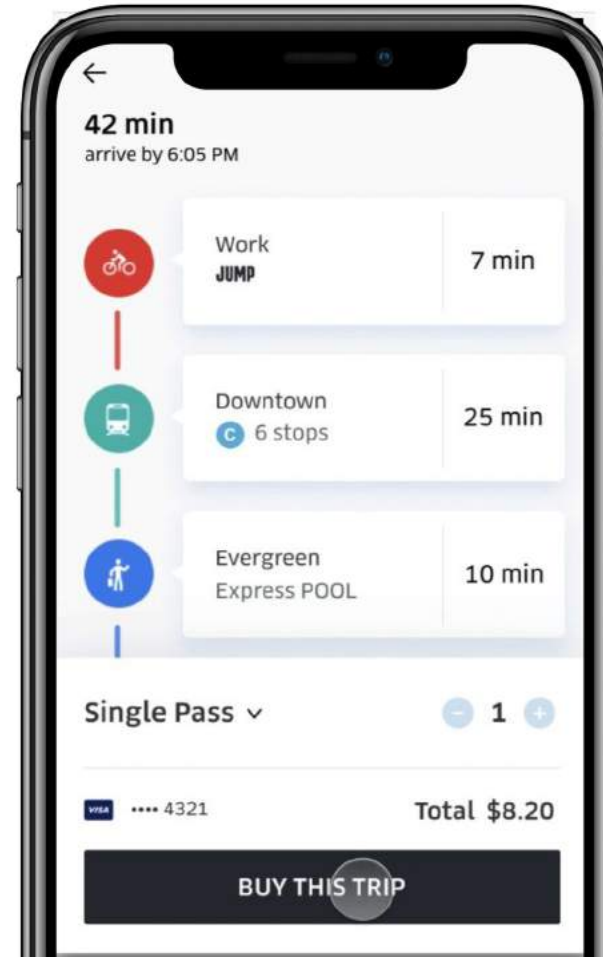 42 min
arrive by 6:05 PM
Work
JUMP
7 min
Downtown
C 6 stops
25 min
Evergreen
Express POOL
10 min
Single Pass
- 1 +
VISA •••• 4321
Total $8.20
BUY THIS TRIP